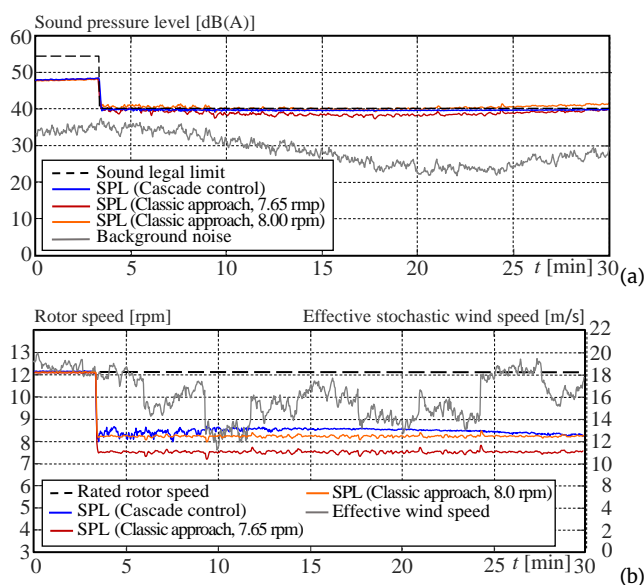 Sound pressure level [dB(A)]
60
50
40
30
20
10
0
Sound legal limit
SPL (Cascade control)
SPL (Classic approach, 7.65 rmp)
SPL (Classic approach, 8.00 rpm)
Background noise
0 5 10 15 20 25 t [min] 30
(a)
Rotor speed [rpm]
Effective stochastic wind speed [m/s]
13
12
10
9
8
7
6
5
4
3
22
20
18
16
14
12
11
8
2
0
Rated rotor speed
SPL (Cascade control)
SPL (Classic approach, 7.65 rpm)
SPL (Classic approach, 8.0 rpm)
Effective wind speed
0 5 10 15 20 25 t [min] 30
(b)